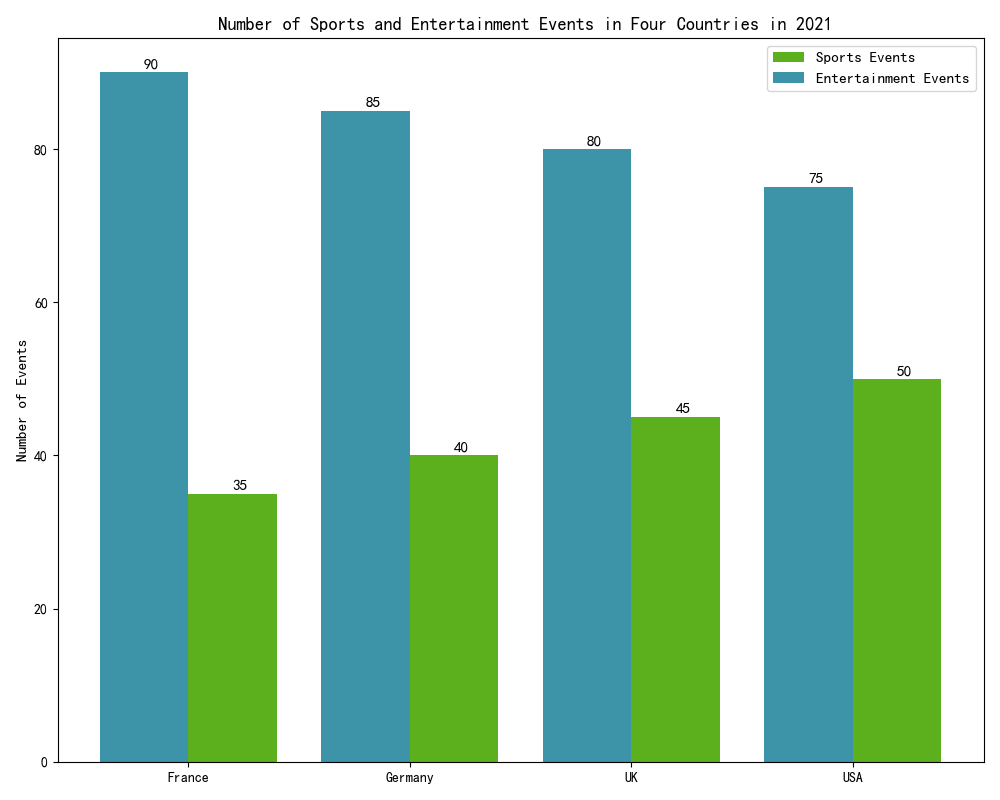 Number of Sports and Entertainment Events in Four Countries in 2021
Sports Events
Entertainment Events
90
85
80
75
35
40
45
50
Number of Events
80
60
40
20
0
France
Germany
UK
USA